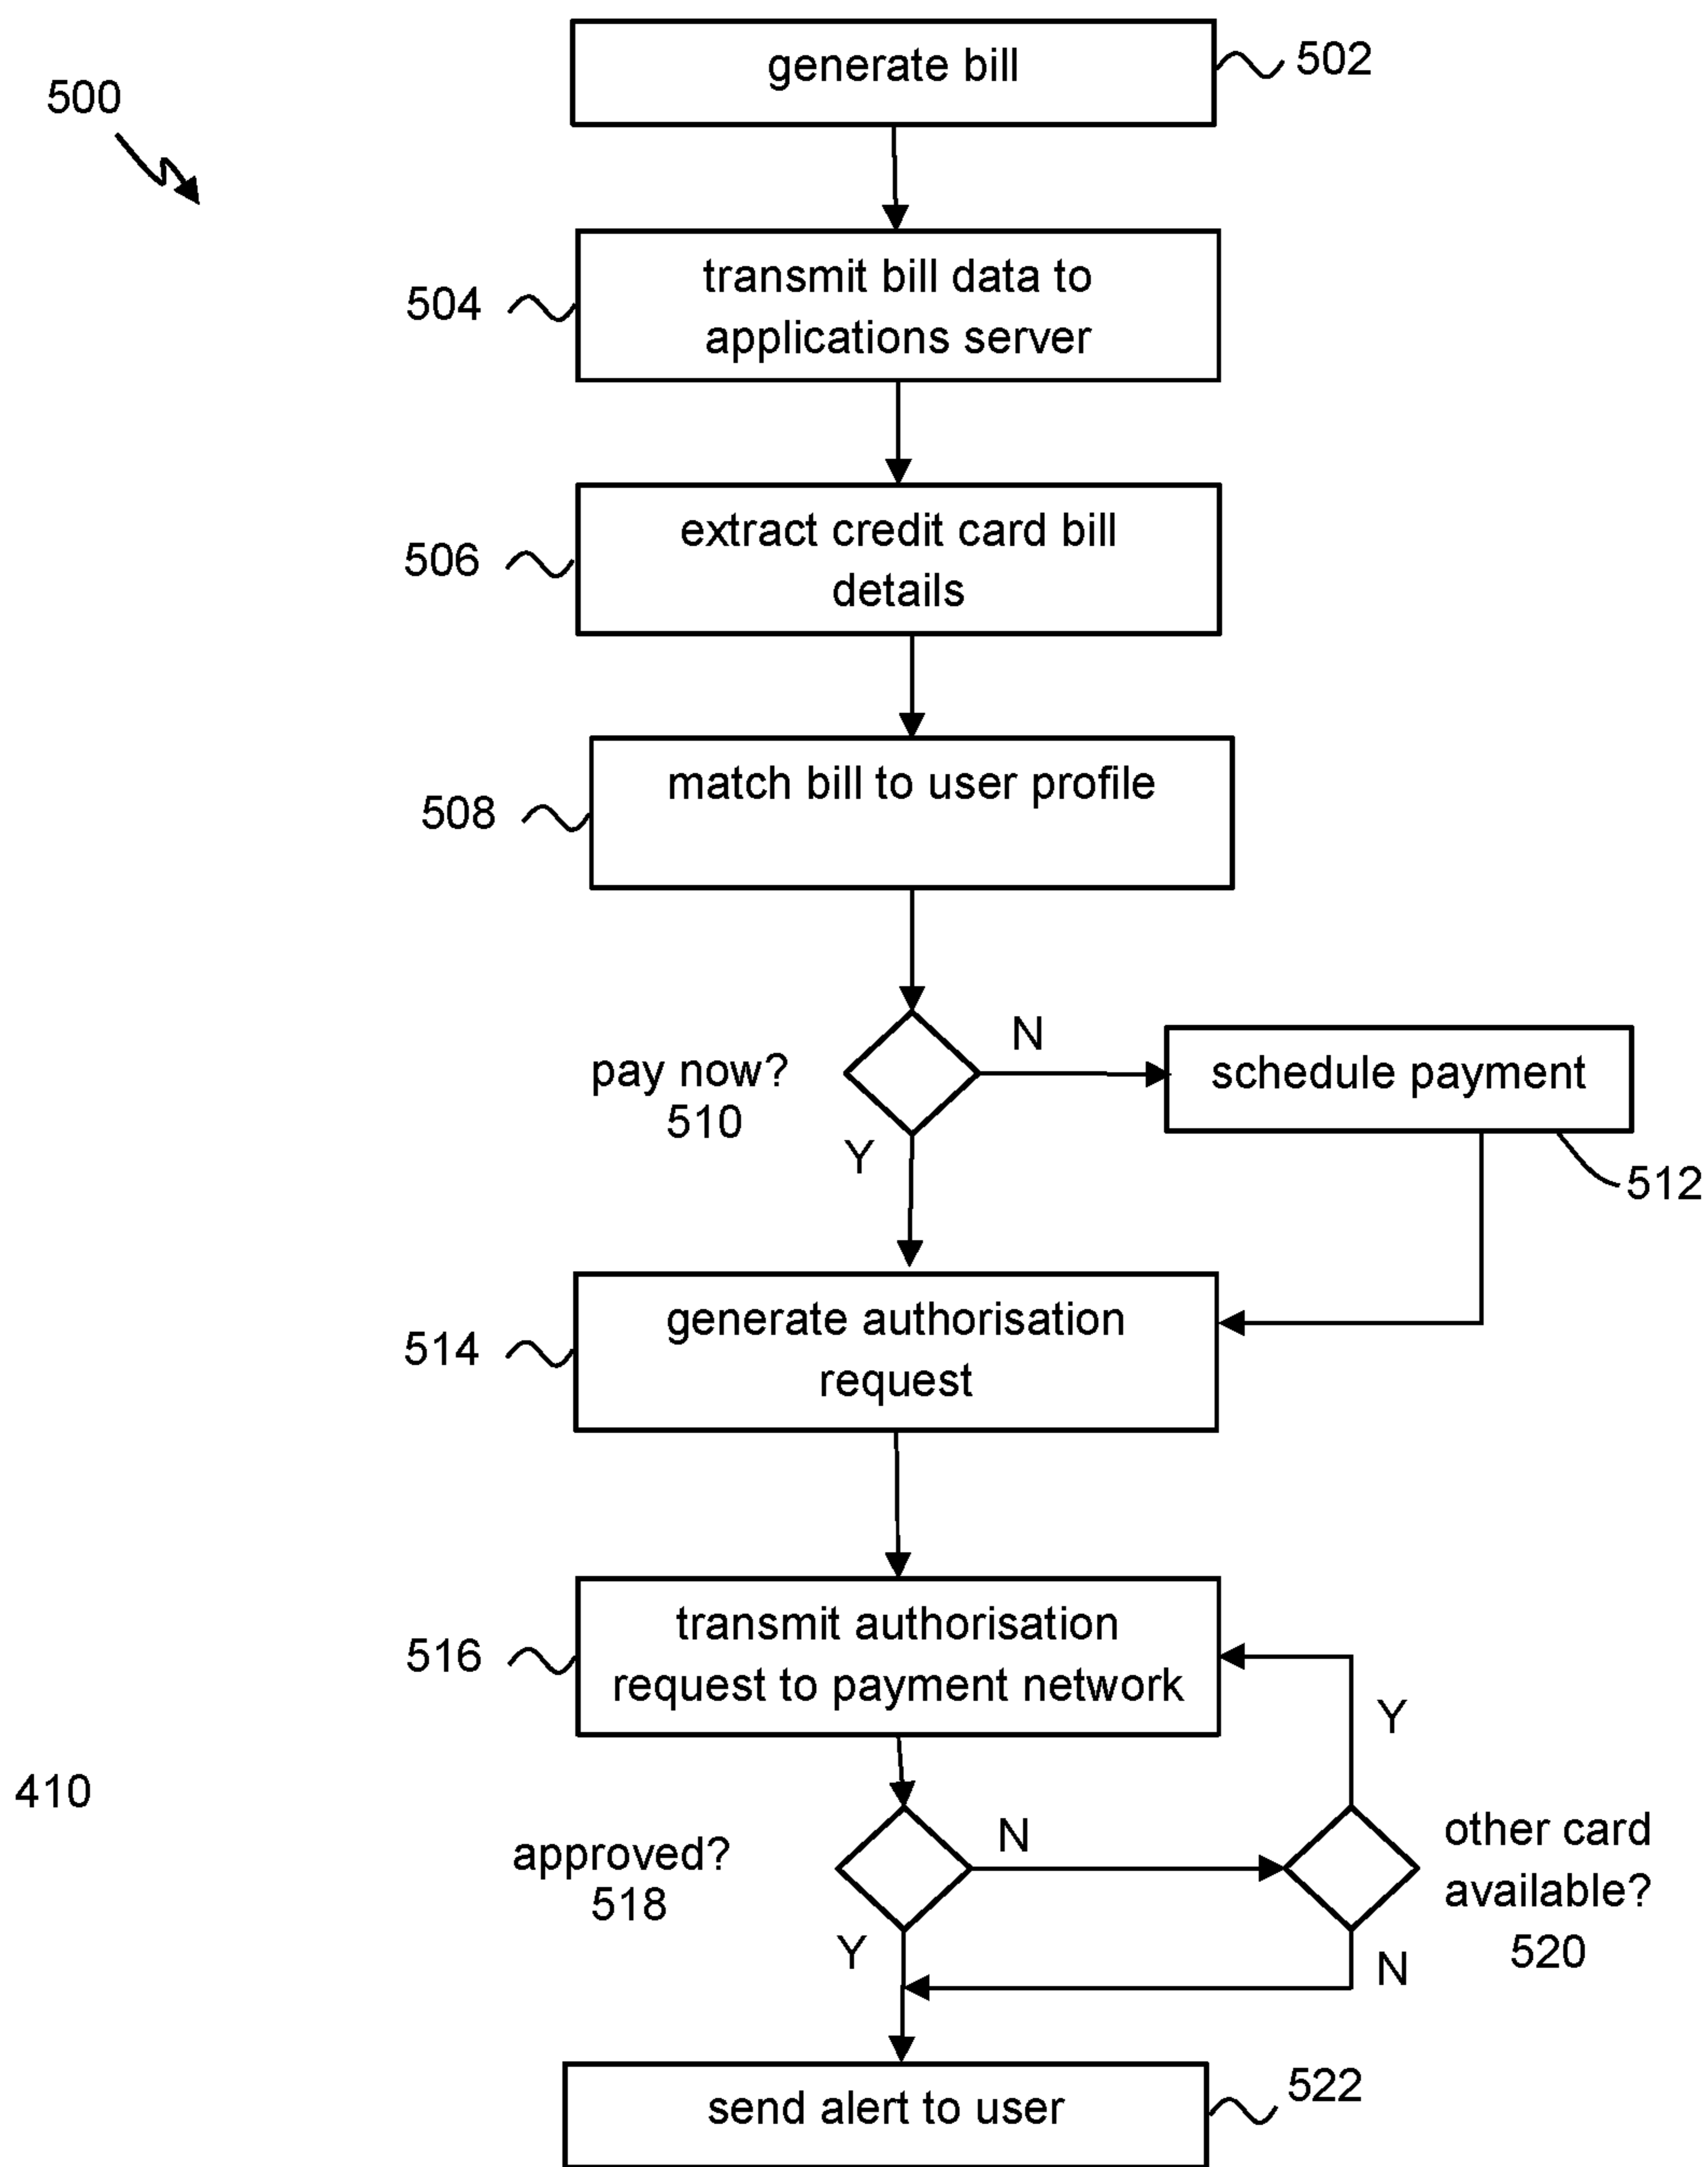 generate bill
502
500
transmit bill data to
applications server
504
extract credit card bill
details
506
match bill to user profile
508
pay now?
510
N
Y
schedule payment
512
generate authorisation
request
514
transmit authorisation
request to payment network
516
Y
410
approved?
518
N
Y
other card
available?
520
N
send alert to user
522